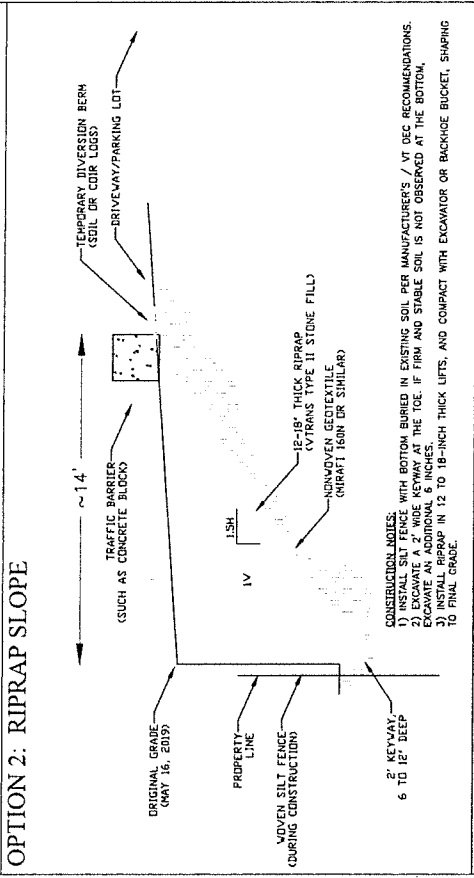 OPTION 2: RIPRAP SLOPE
~14'
TRAFFIC BARRIER
(SUCH AS CONCRETE BLOCK)
TEMPORARY DIVERSION BERM
(SOIL OR COIR LOGS)
DRIVEWAY/PARKING LOT
ORIGINAL GRADE
(MAY 16, 2019)
1.5H
1V
12-18" THICK RIPRAP
(VTRANS TYPE II STONE FILL)
NONWOVEN GEOTEXTILE
(MIRAFI 160N OR SIMILAR)
PROPERTY
LINE
WOVEN SILT FENCE
(DURING CONSTRUCTION)
2' KEYWAY,
6 TO 12" DEEP
CONSTRUCTION NOTES:
1) INSTALL SILT FENCE WITH BOTTOM BURIED IN EXISTING SOIL PER MANUFACTURER'S / VT DEC RECOMMENDATIONS.
2) EXCAVATE A 2' WIDE KEYWAY AT THE TOE. IF FIRM AND STABLE SOIL IS NOT OBSERVED AT THE BOTTOM,
EXCAVATE AN ADDITIONAL 6 INCHES.
3) INSTALL RIPRAP IN 12 TO 18-INCH THICK LIFTS, AND COMPACT WITH EXCAVATOR OR BACKHOE BUCKET, SHAPING
TO FINAL GRADE.